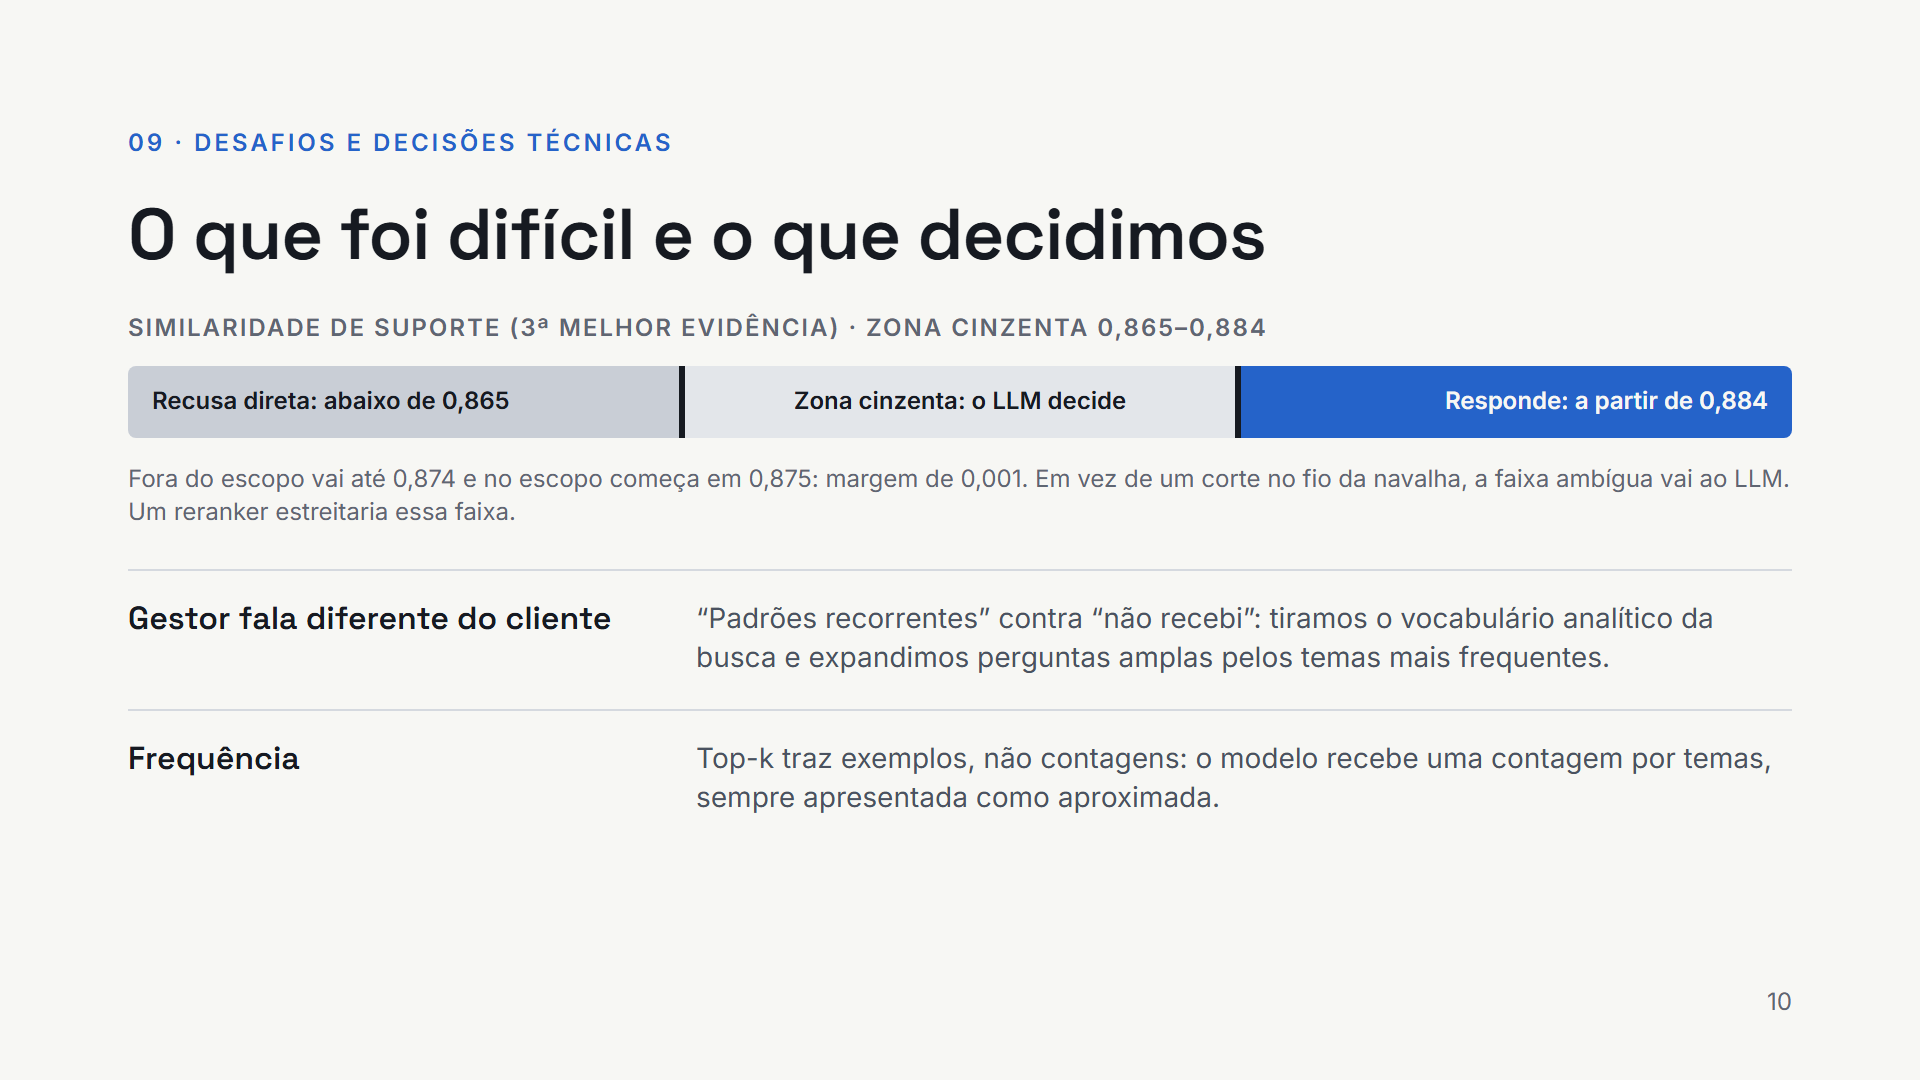 09 · DESAFIOS E DECISÕES TÉCNICAS
O que foi difícil e o que decidimos
SIMILARIDADE DE SUPORTE (3ª MELHOR EVIDÊNCIA) · ZONA CINZENTA 0,865–0,884
Recusa direta: abaixo de 0,865
Zona cinzenta: o LLM decide
Responde: a partir de 0,884
Fora do escopo vai até 0,874 e no escopo começa em 0,875: margem de 0,001. Em vez de um corte no fio da navalha, a faixa ambígua vai ao LLM.
Um reranker estreitaria essa faixa.
Gestor fala diferente do cliente
“Padrões recorrentes” contra “não recebi”: tiramos o vocabulário analítico da
busca e expandimos perguntas amplas pelos temas mais frequentes.
Frequência
Top-k traz exemplos, não contagens: o modelo recebe uma contagem por temas,
sempre apresentada como aproximada.
10